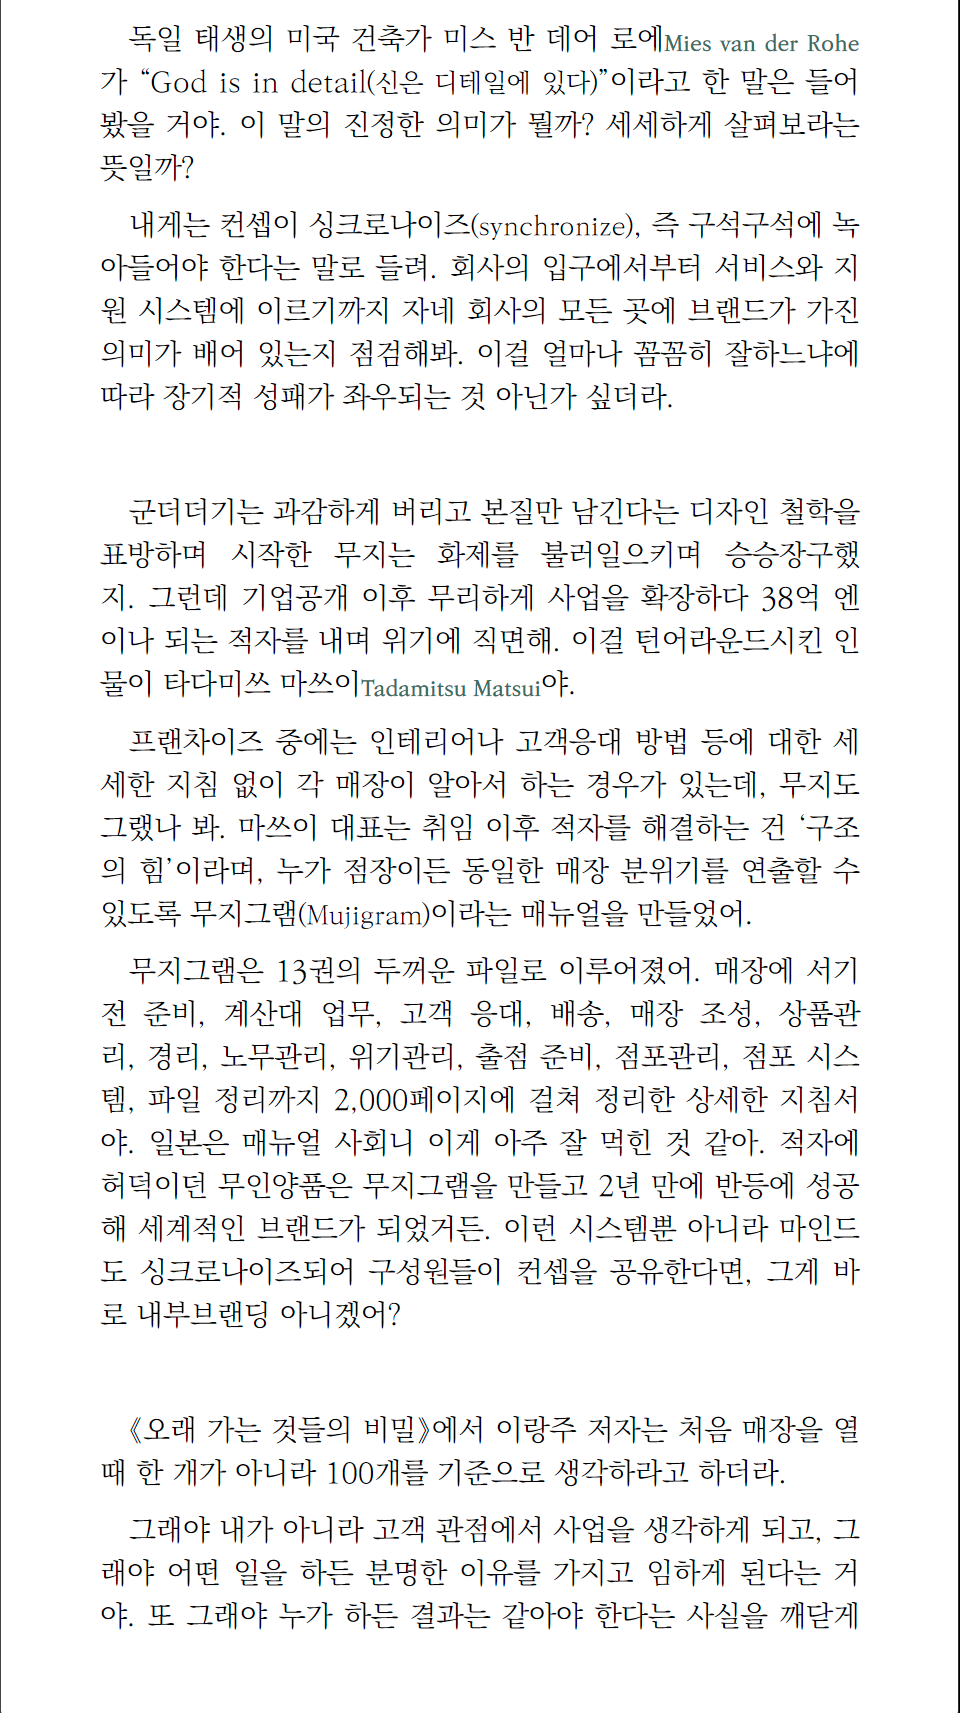 독일 태생의 미국 건축가 미스 반 데어 로에Mies van der Rohe
가 “God is in detail(신은 디테일에 있다)”이라고 한 말은 들어
봤을 거야. 이 말의 진정한 의미가 뭘까? 세세하게 살펴보라는
뜻일까?
내게는 컨셉이 싱크로나이즈(synchronize), 즉 구석구석에 녹
아들어야 한다는 말로 들려. 회사의 입구에서부터 서비스와 지
원 시스템에 이르기까지 자네 회사의 모든 곳에 브랜드가 가진
의미가 배어 있는지 점검해봐. 이걸 얼마나 꼼꼼히 잘하느냐에
따라 장기적 성패가 좌우되는 것 아닌가 싶더라.
군더더기는 과감하게 버리고 본질만 남긴다는 디자인 철학을
표방하며 시작한 무지는 화제를 불러일으키며 승승장구했
지. 그런데 기업공개 이후 무리하게 사업을 확장하다 38억 엔
이나 되는 적자를 내며 위기에 직면해. 이걸 턴어라운드시킨 인
물이 타다미쓰 마쓰이Tadamitsu Matsui야.
프랜차이즈 중에는 인테리어나 고객응대 방법 등에 대한 세
세한 지침 없이 각 매장이 알아서 하는 경우가 있는데, 무지도
그랬나 봐. 마쓰이 대표는 취임 이후 적자를 해결하는 건 ‘구조
의 힘’이라며, 누가 점장이든 동일한 매장 분위기를 연출할 수
있도록 무지그램(Mujigram)이라는 매뉴얼을 만들었어.
무지그램은 13권의 두꺼운 파일로 이루어졌어. 매장에 서기
전 준비, 계산대 업무, 고객 응대, 배송, 매장 조성, 상품관
리, 경리, 노무관리, 위기관리, 출점 준비, 점포관리, 점포 시스
템, 파일 정리까지 2,000페이지에 걸쳐 정리한 상세한 지침서
야. 일본은 매뉴얼 사회니 이게 아주 잘 먹힌 것 같아. 적자에
허덕이던 무인양품은 무지그램을 만들고 2년 만에 반등에 성공
해 세계적인 브랜드가 되었거든. 이런 시스템뿐 아니라 마인드
도 싱크로나이즈되어 구성원들이 컨셉을 공유한다면, 그게 바
로 내부브랜딩 아니겠어?
《오래 가는 것들의 비밀》에서 이랑주 저자는 처음 매장을 열
때 한 개가 아니라 100개를 기준으로 생각하라고 하더라.
그래야 내가 아니라 고객 관점에서 사업을 생각하게 되고, 그
래야 어떤 일을 하든 분명한 이유를 가지고 임하게 된다는 거
야. 또 그래야 누가 하든 결과는 같아야 한다는 사실을 깨닫게